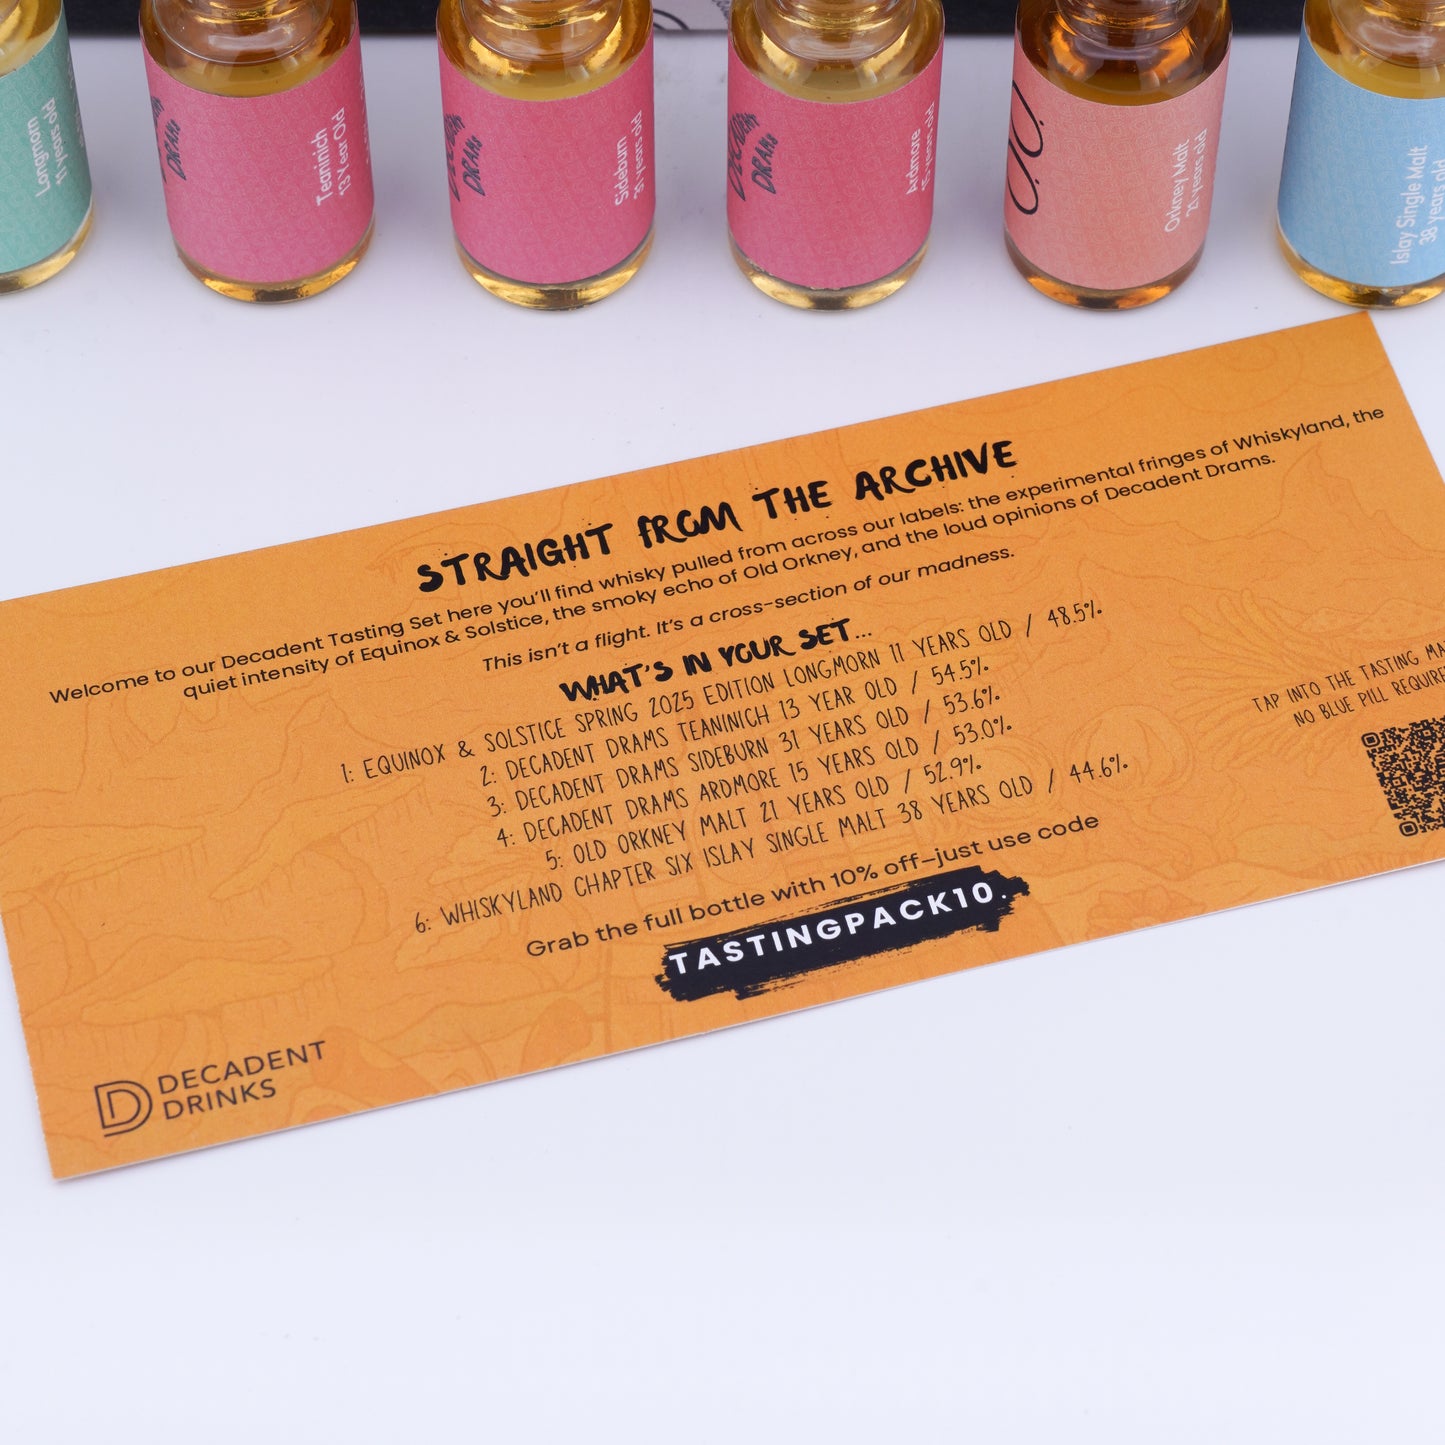 Longmorn
11 years old
DRAMS
Teaninich
13 Year Old
DRAMS
Sideburn
31 years old
DRAMS
Ardmore
15 years old
O.O.
Orkney Malt
21 years old
Islay Single Malt
38 years old
STRAIGHT FROM THE ARCHIVE
Welcome to our Decadent Tasting Set here you'll find whisky pulled from across our labels: the experimental fringes of Whiskyland, the
quiet intensity of Equinox & Solstice, the smoky echo of Old Orkney, and the loud opinions of Decadent Drams.
This isn't a flight. It's a cross-section of our madness.
WHAT'S IN YOUR SET...
1: EQUINOX & SOLSTICE SPRING 2025 EDITION LONGMORN 11 YEARS OLD / 48.5%
2: DECADENT DRAMS TEANINICH 13 YEAR OLD / 54.5%
3: DECADENT DRAMS SIDEBURN 31 YEARS OLD / 53.6%
4: DECADENT DRAMS ARDMORE 15 YEARS OLD / 53.0%
5: OLD ORKNEY MALT 21 YEARS OLD / 52.9%
6: WHISKYLAND CHAPTER SIX ISLAY SINGLE MALT 38 YEARS OLD / 44.6%
Grab the full bottle with 10% off-just use code
TASTINGPACK10.
TAP INTO THE TASTING MA
NO BLUE PILL REQUIRE
DECADENT
DRINKS